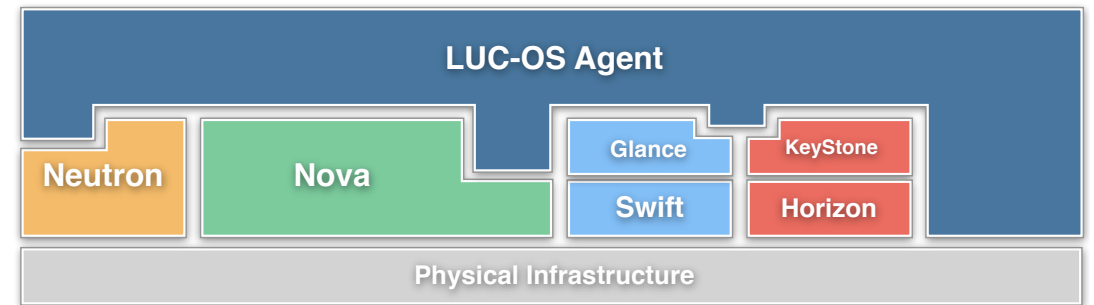 LUC-OS Agent
Neutron
Nova
Glance
KeyStone
Swift
Horizon
Physical Infrastructure